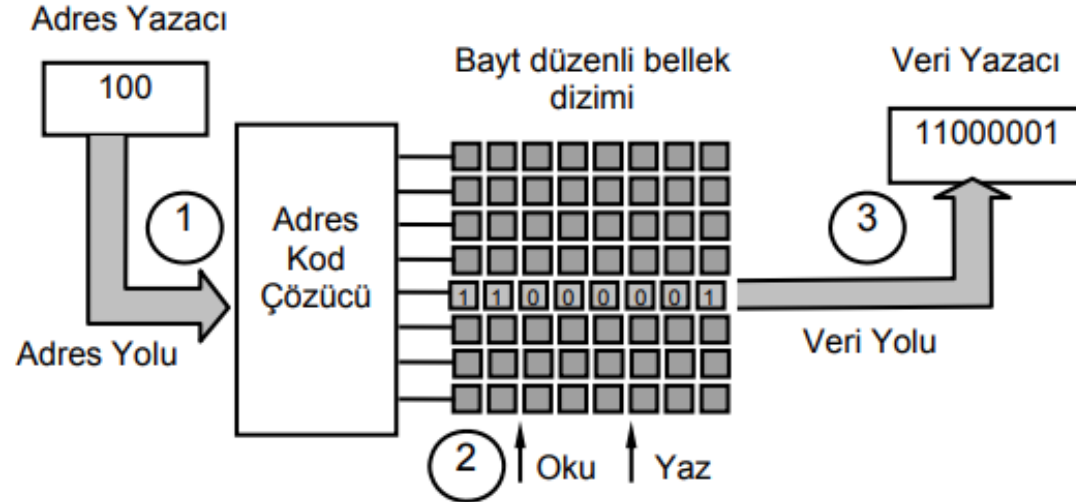 Adres Yazacı
100
Bayt düzenli bellek
dizimi
Veri Yazacı
11000001
1
Adres
Kod
Çözücü
3
1 1 0 0 0 0 0 1
Adres Yolu
Veri Yolu
2
Oku
Yaz